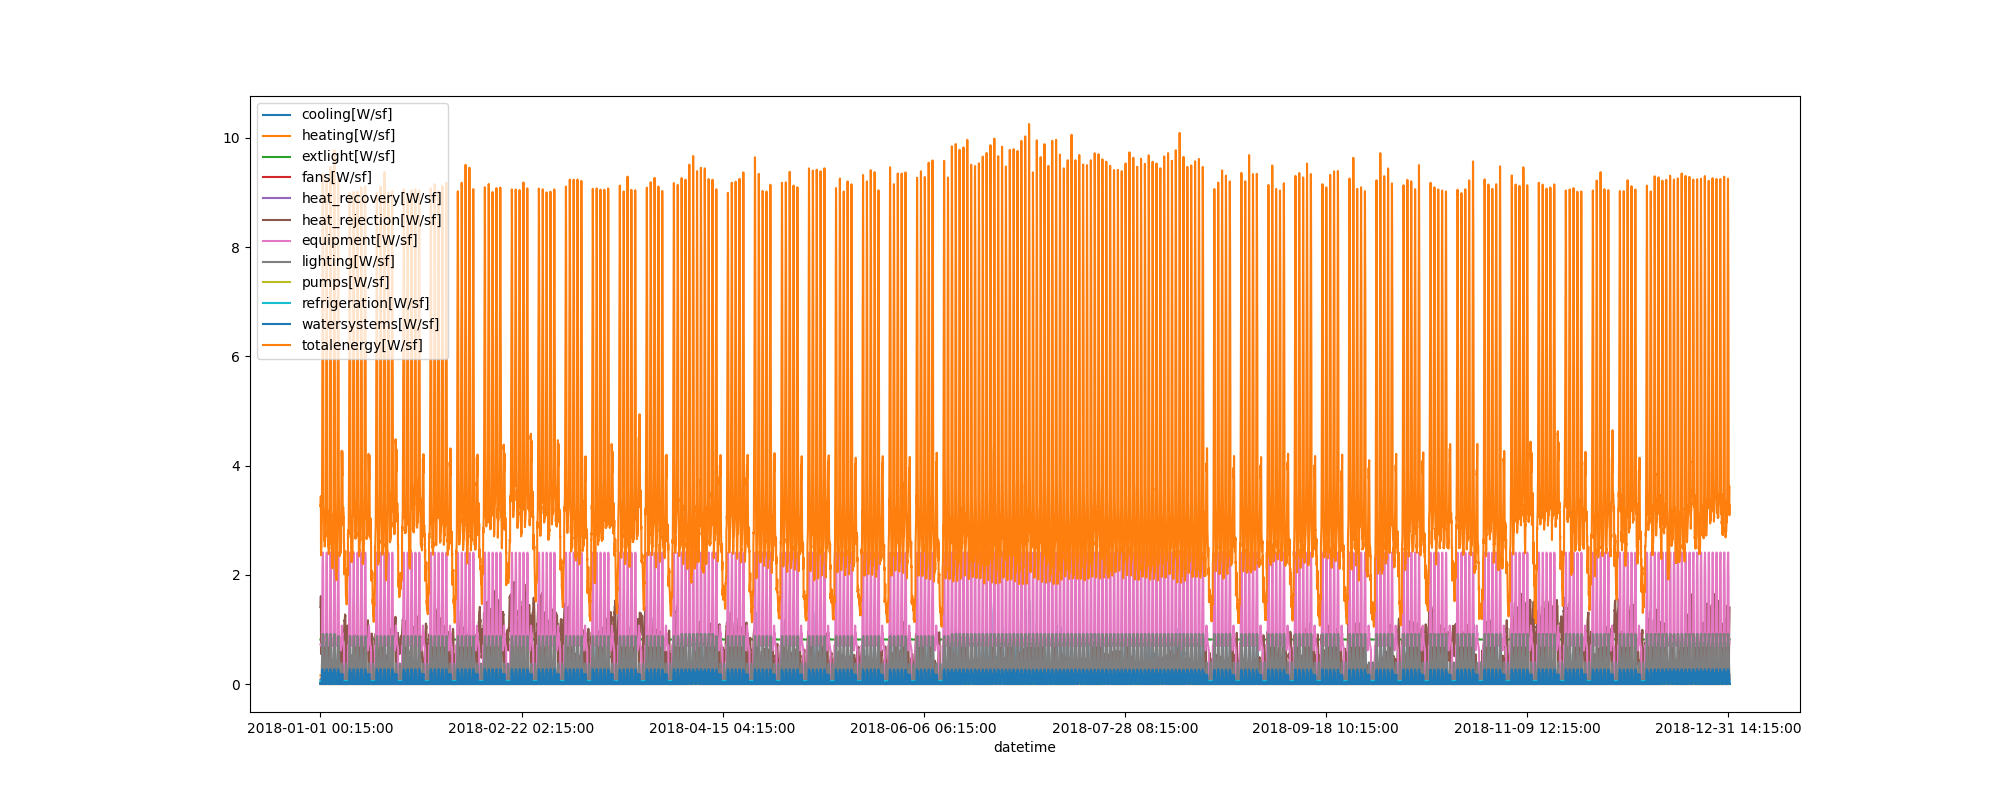 cooling[W/sf]
heating[W/sf]
extlight[W/sf]
fans[W/sf]
heat_recovery[W/sf]
heat_rejection[W/sf]
equipment[W/sf]
lighting[W/sf]
pumps[W/sf]
refrigeration[W/sf]
watersystems[W/sf]
totalenergy[W/sf]
10
8
6
4
2
0
2018-01-01 00:15:00 2018-02-22 02:15:00 2018-04-15 04:15:00 2018-06-06 06:15:00 2018-07-28 08:15:00 2018-09-18 10:15:00 2018-11-09 12:15:00 2018-12-31 14:15:00
datetime